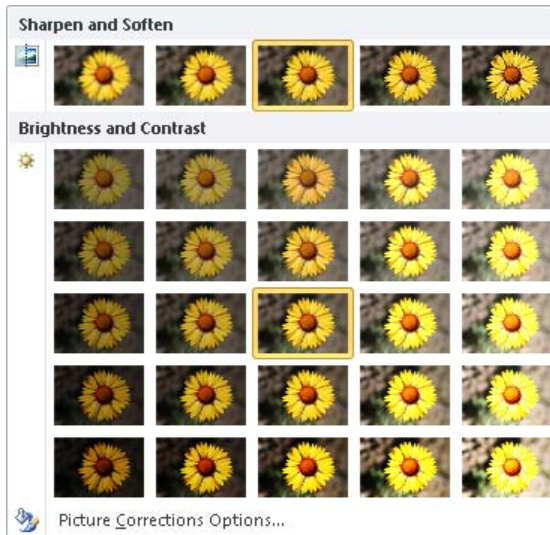 Sharpen and Soften
Brightness and Contrast
Picture Corrections Options...